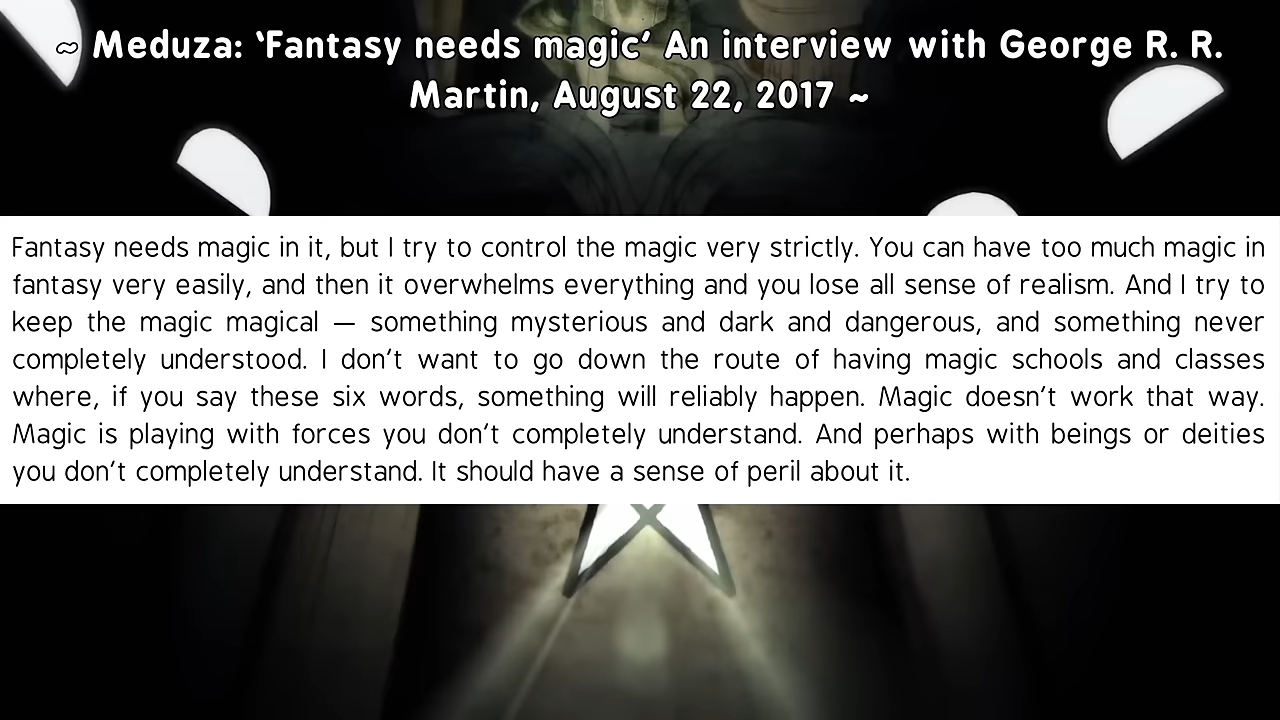 ~ Meduza: ‘Fantasy needs magic’ An interview with George R. R.
Martin, August 22, 2017 ~
Fantasy needs magic in it, but I try to control the magic very strictly. You can have too much magic in
fantasy very easily, and then it overwhelms everything and you lose all sense of realism. And I try to
keep the magic magical — something mysterious and dark and dangerous, and something never
completely understood. I don’t want to go down the route of having magic schools and classes
where, if you say these six words, something will reliably happen. Magic doesn’t work that way.
Magic is playing with forces you don’t completely understand. And perhaps with beings or deities
you don’t completely understand. It should have a sense of peril about it.